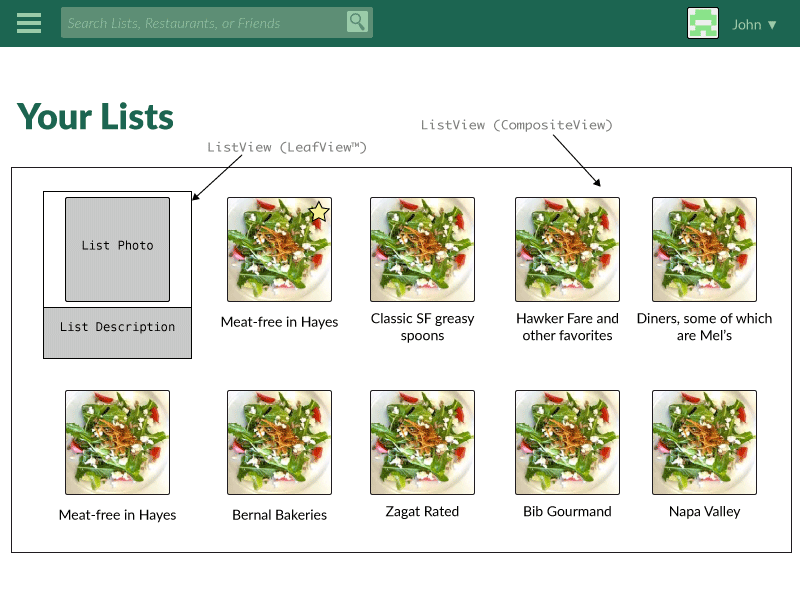 Search Lists, Restaurants, or Friends
John ▼
Your Lists
ListView (LeafView™)
ListView (CompositeView)
List Photo
List Description
Meat-free in Hayes
Classic SF greasy
spoons
Hawker Fare and
other favorites
Diners, some of which
are Mel's
Meat-free in Hayes
Bernal Bakeries
Zagat Rated
Bib Gourmand
Napa Valley